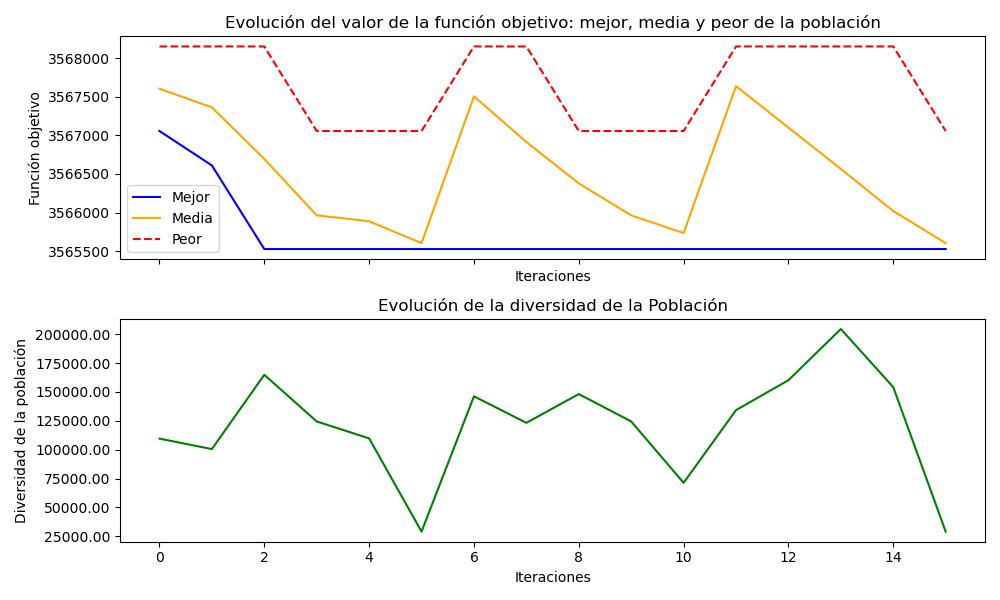 Evolución del valor de la función objetivo: mejor, media y peor de la población
Función objetivo
3568000
3567500
3567000
3566500
3566000
3565500
Mejor
Media
Peor
Iteraciones
Evolución de la diversidad de la Población
Diversidad de la población
200000.00
175000.00
150000.00
125000.00
100000.00
75000.00
50000.00
25000.00
0 2 4 6 8 10 12 14
Iteraciones